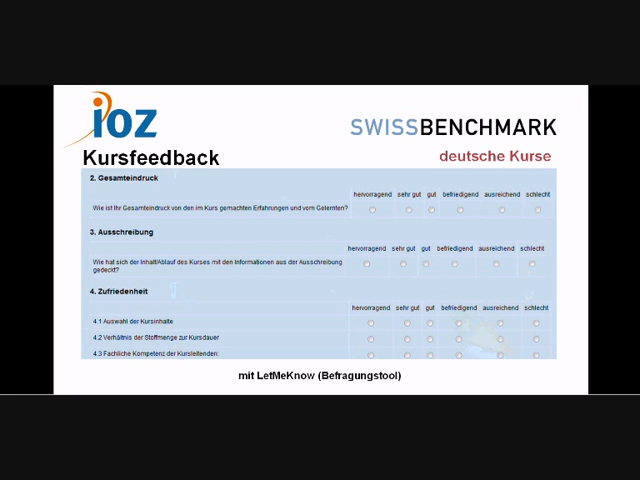 ioz
SWISSBENCHMARK
Kursfeedback
deutsche Kurse
2. Gesamteindruck
hervorragend sehr gut gut befriedigend ausreichend schlecht
Wie ist Ihr Gesamteindruck von den im Kurs gemachten Erfahrungen und vom Gelernten?
3. Ausschreibung
hervorragend sehr gut gut befriedigend ausreichend schlecht
Wie hat sich der Inhalt/Ablauf des Kurses mit den Informationen aus der Ausschreibung
gedeckt?
4. Zufriedenheit
hervorragend sehr gut gut befriedigend ausreichend schlecht
4.1 Auswahl der Kursinhalte
4.2 Verhältnis der Stoffmenge zur Kursdauer
4.3 Fachliche Kompetenz der Kursleitenden:
mit LetMeKnow (Befragungstool)